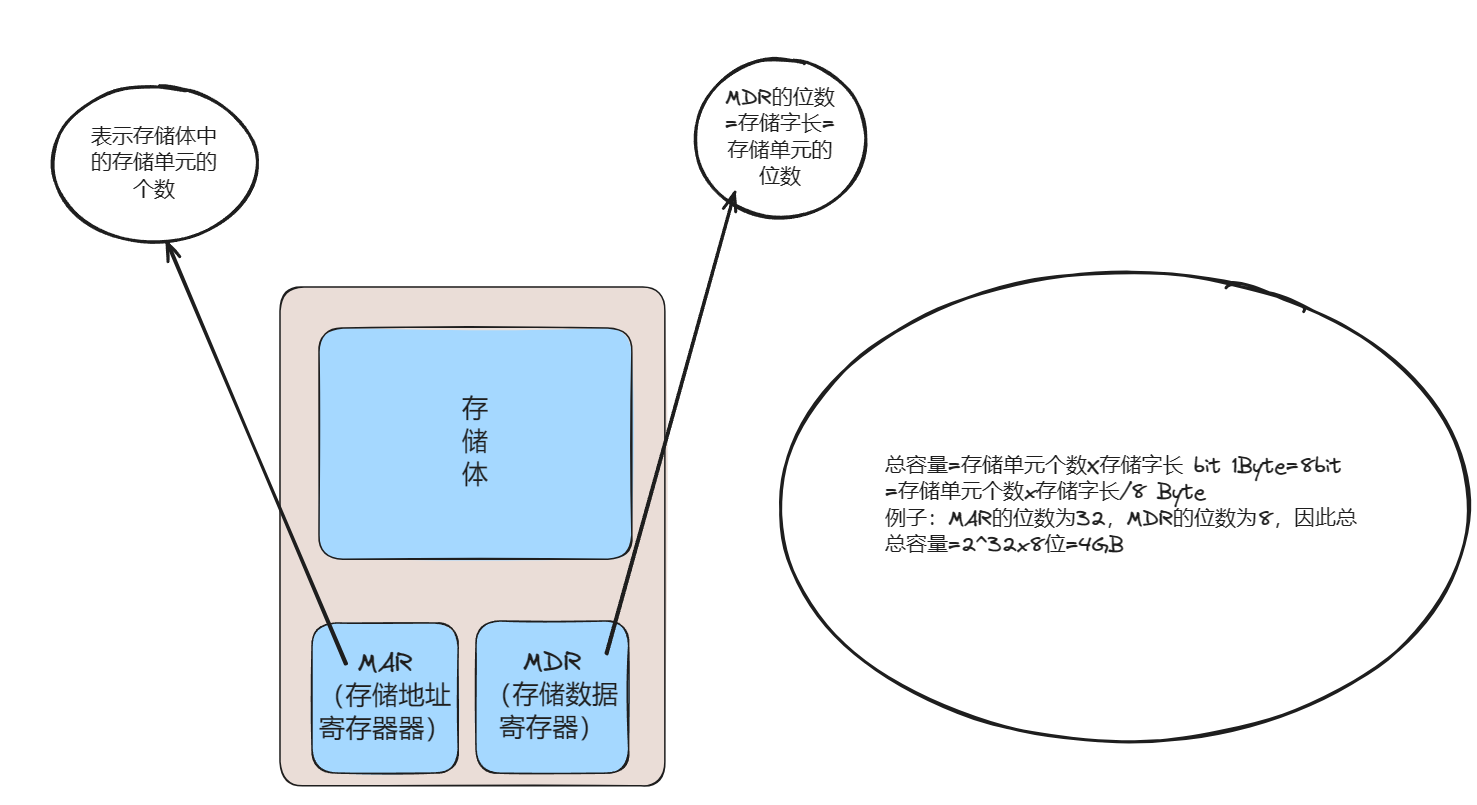 表示存储体中
的存储单元的
个数
MDR的位数
=存储字长=
存储单元的
位数
存
储
体
MAR
（存储地址
寄存器器）
MDR
（存储数据
寄存器）
总容量=存储单元个数x存储字长 bit 1Byte=8bit
=存储单元个数x存储字长/8 Byte
例子：MAR的位数为32，MDR的位数为8，因此总
总容量=2^32x8位=4GB